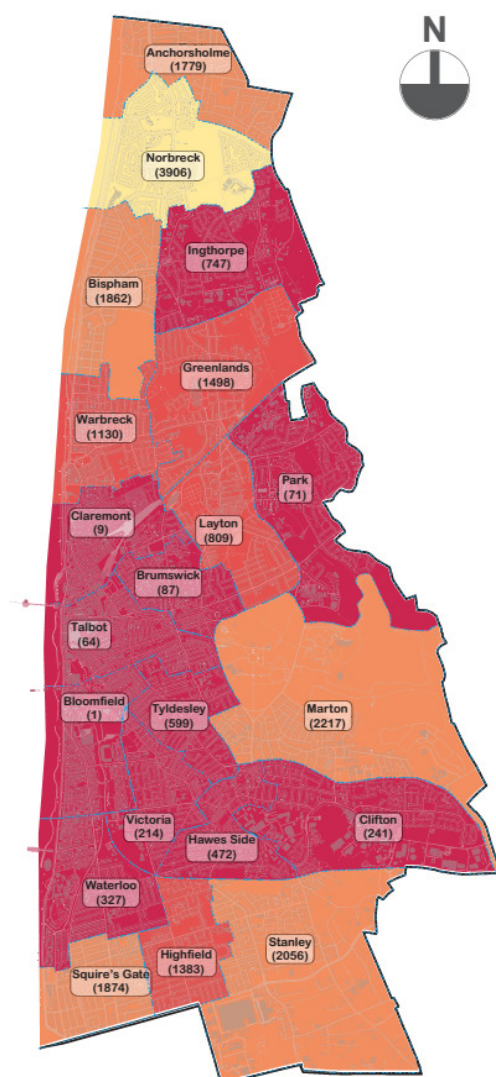 N
Anchorsholme
(1779)
Norbreck
(3906)
Ingthorpe
(747)
Bispham
(1862)
Greenlands
(1498)
Warbreck
(1130)
Park
(71)
Claremont
(9)
Layton
(809)
Brumswick
(87)
Talbot
(64)
Bloomfield
(1)
Tyldesley
(599)
Marton
(2217)
Victoria
(214)
Clifton
(241)
Hawes Side
(472)
Waterloo
(327)
Stanley
(2056)
Highfield
(1383)
Squire's Gate
(1874)